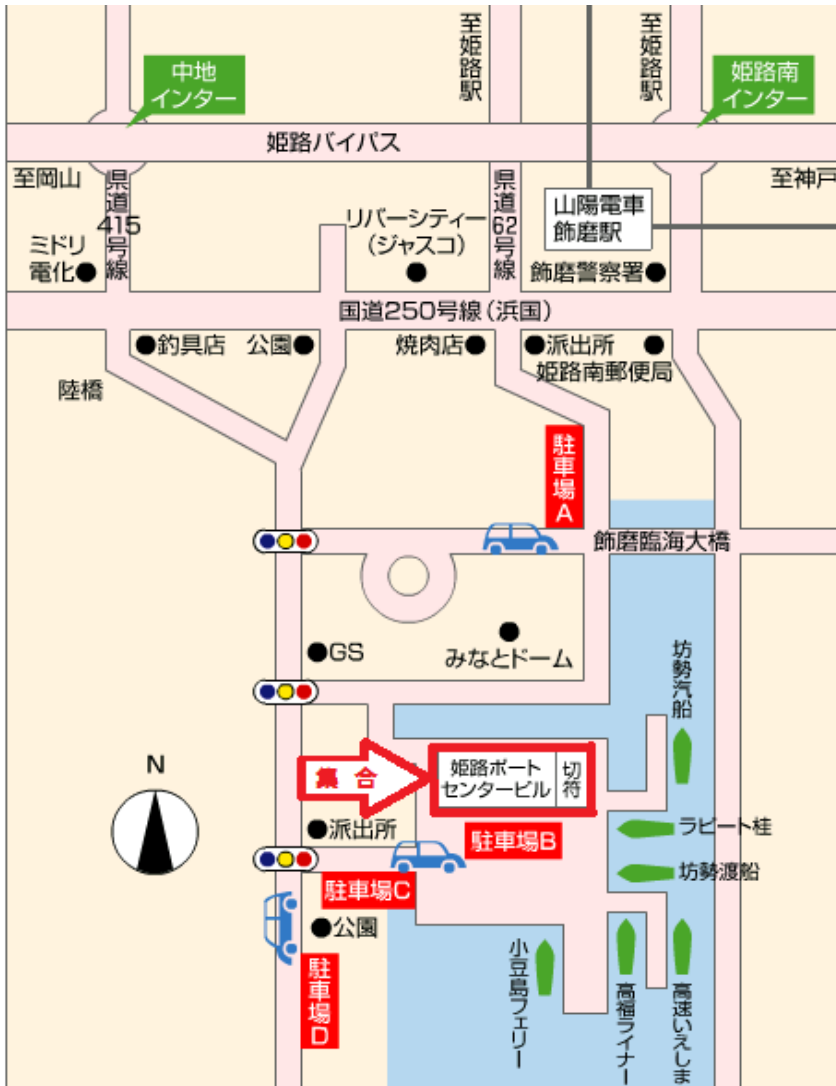 至姫路駅
至姫路駅
中地
インター
姫路南
インター
姫路バイパス
至岡山
県道415号線
県道62号線
至神戸
山陽電車
飾磨駅
リバーシティー
(ジャスコ)
ミドリ
電化
飾磨警察署
国道250号線(浜国)
釣具店
公園
焼肉店
派出所
姫路南郵便局
陸橋
駐車場A
飾磨臨海大橋
GS
みなとドーム
坊勢汽船
N
集合
姫路ポート
センタービル
切符
派出所
駐車場B
ラピート桂
坊勢渡船
駐車場C
公園
駐車場D
小豆島フェリー
高福ライナー
高速いえしま